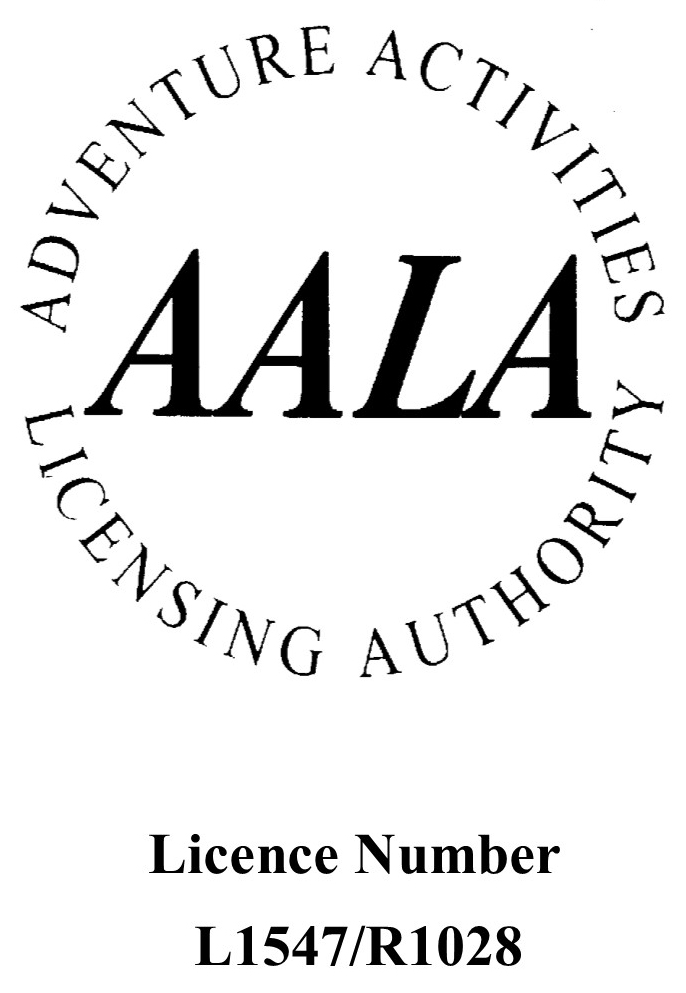 ADVENTURE ACTIVITIES
AALA
LICENSING AUTHORITY
Licence Number
L1547/R1028